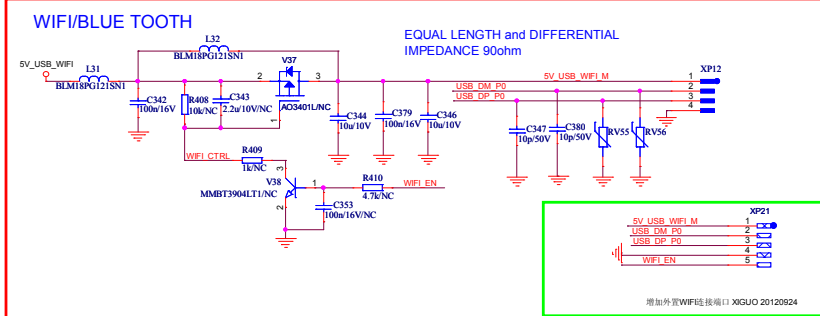 WIFI/BLUE TOOTH
EQUAL LENGTH and DIFFERENTIAL
IMPEDANCE 90ohm
L32
BLM18PG121SN1
5V_USB_WIFI
L31
BLM18PG121SN1
V37
2
3
1
AO3401L/NC
C342
100n/16V
R408
10k/NC
C343
2.2u/10V/NC
C344
10u/10V
C379
100n/16V
C346
10u/10V
5V_USB_WIFI_M
USB_DM_P0
USB_DP_P0
XP12
1
2
3
4
C347
10p/50V
C380
10p/50V
RV55
RV56
WIFI_CTRL
R409
1k/NC
V38
MMBT3904LT1/NC
3
1
2
R410
4.7k/NC
WIFI_EN
C353
100n/16V/NC
XP21
5V_USB_WIFI_M
1
USB_DM_P0
2
USB_DP_P0
3
4
WIFI_EN
5
增加外置WIFI连接端口 XIGUO 20120924